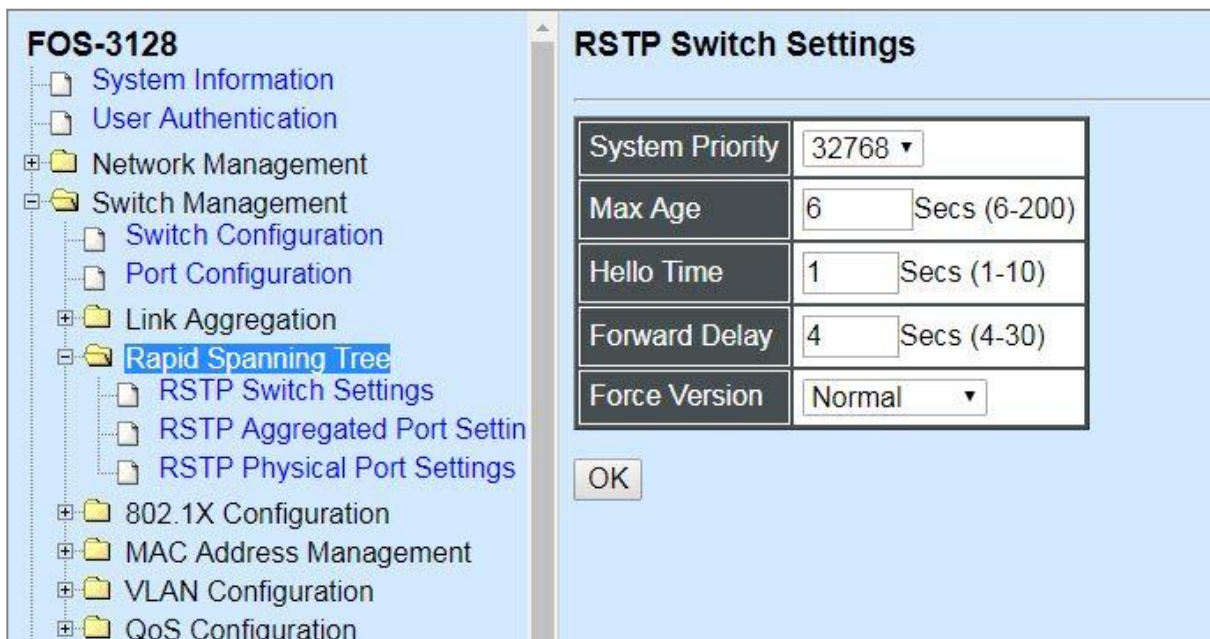 FOS-3128
System Information
User Authentication
Network Management
Switch Management
Switch Configuration
Port Configuration
Link Aggregation
Rapid Spanning Tree
RSTP Switch Settings
RSTP Aggregated Port Settin
RSTP Physical Port Settings
802.1X Configuration
MAC Address Management
VLAN Configuration
QoS Configuration
RSTP Switch Settings
System Priority 32768
Max Age 6 Secs (6-200)
Hello Time 1 Secs (1-10)
Forward Delay 4 Secs (4-30)
Force Version Normal
OK